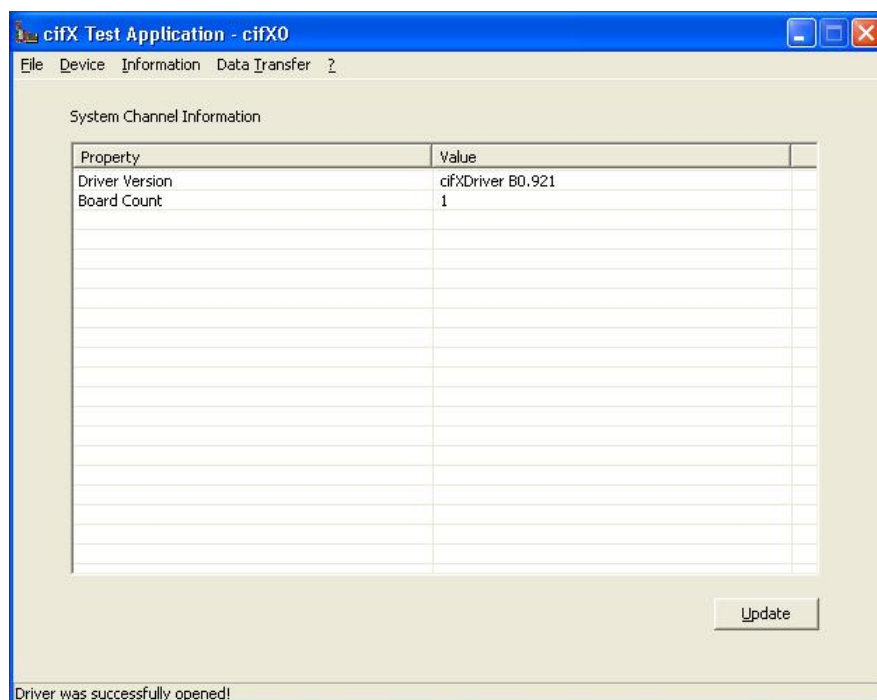 cifX Test Application - cifX0
File Device Information Data Transfer ?
System Channel Information
Property Value
Driver Version cifXDriver B0.921
Board Count 1
Update
Driver was successfully opened!